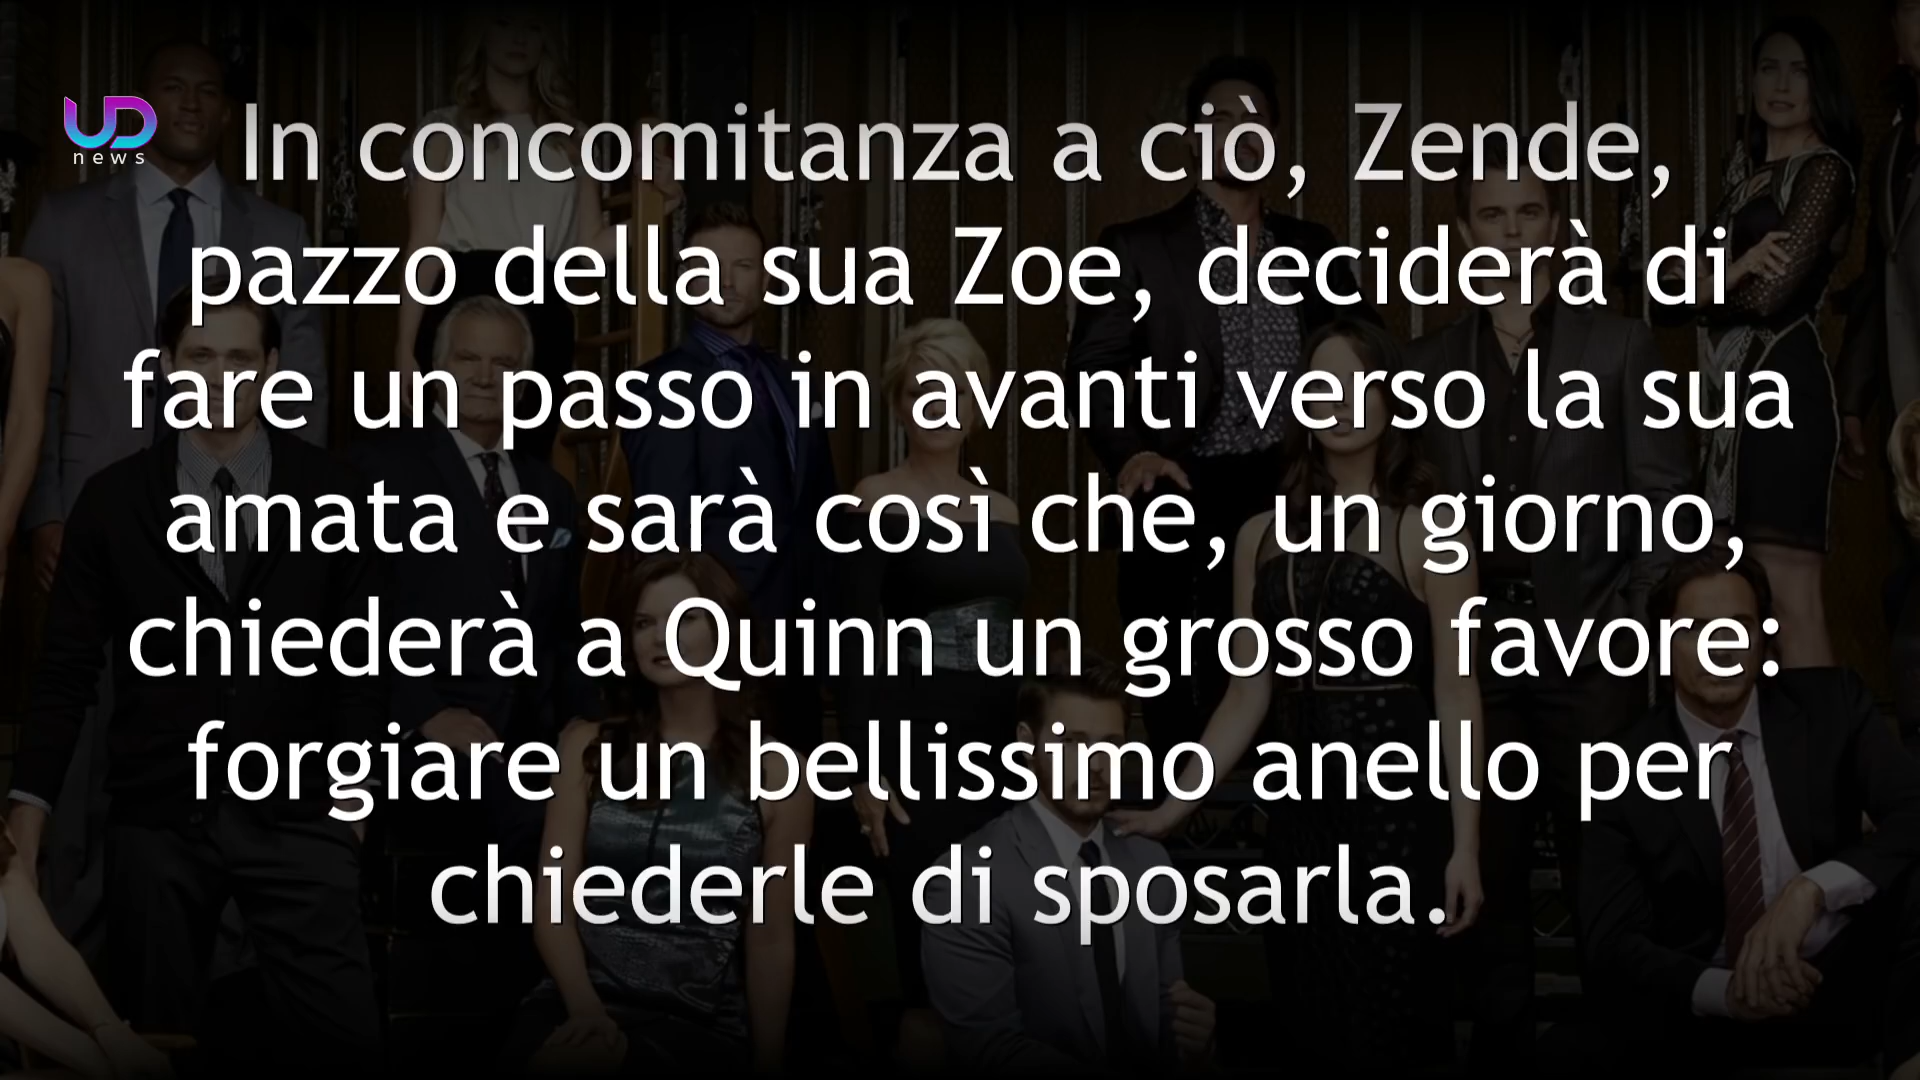 UD
news
In concomitanza a ciò, Zende,
pazzo della sua Zoe, deciderà di
fare un passo in avanti verso la sua
amata e sarà così che, un giorno,
chiederà a Quinn un grosso favore:
forgiare un bellissimo anello per
chiederle di sposarla.